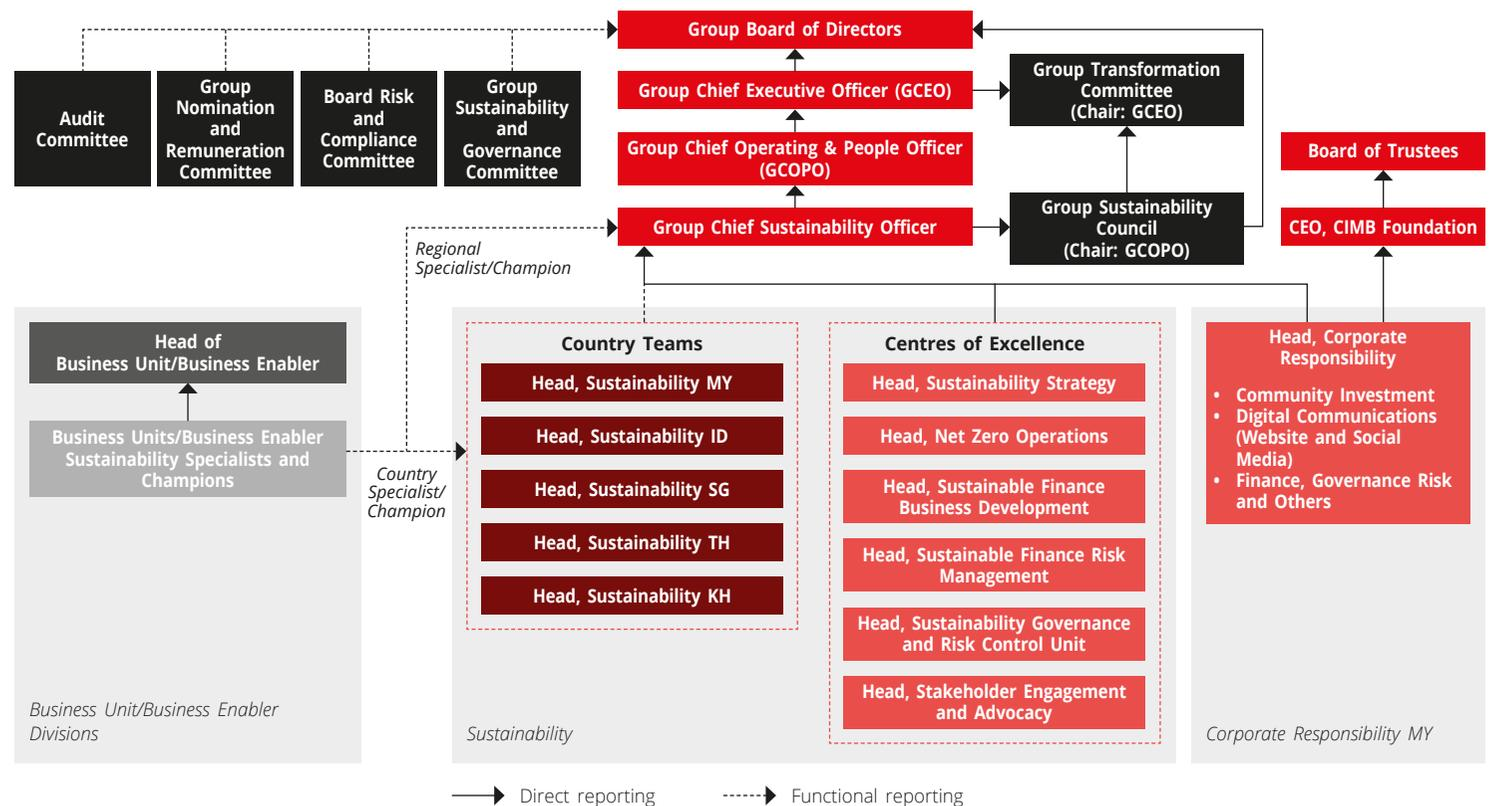 Group Board of Directors
Audit
Committee
Group
Nomination
and
Remuneration
Committee
Board Risk
and
Compliance
Committee
Group
Sustainability
and
Governance
Committee
Group Chief Executive Officer (GCEO)
Group Transformation
Committee
(Chair: GCEO)
Group Chief Operating & People Officer
(GCOPO)
Board of Trustees
Group Chief Sustainability Officer
Group Sustainability
Council
(Chair: GCOPO)
CEO, CIMB Foundation
Regional
Specialist/Champion
Head of
Business Unit/Business Enabler
Business Units/Business Enabler
Sustainability Specialists and
Champions
Country
Specialist/
Champion
Business Unit/Business Enabler
Divisions
Country Teams
Head, Sustainability MY
Head, Sustainability ID
Head, Sustainability SG
Head, Sustainability TH
Head, Sustainability KH
Centres of Excellence
Head, Sustainability Strategy
Head, Net Zero Operations
Head, Sustainable Finance
Business Development
Head, Sustainable Finance Risk
Management
Head, Sustainability Governance
and Risk Control Unit
Head, Stakeholder Engagement
and Advocacy
Sustainability
Head, Corporate
Responsibility
• Community Investment
• Digital Communications
(Website and Social
Media)
• Finance, Governance Risk
and Others
Corporate Responsibility MY
Direct reporting
Functional reporting